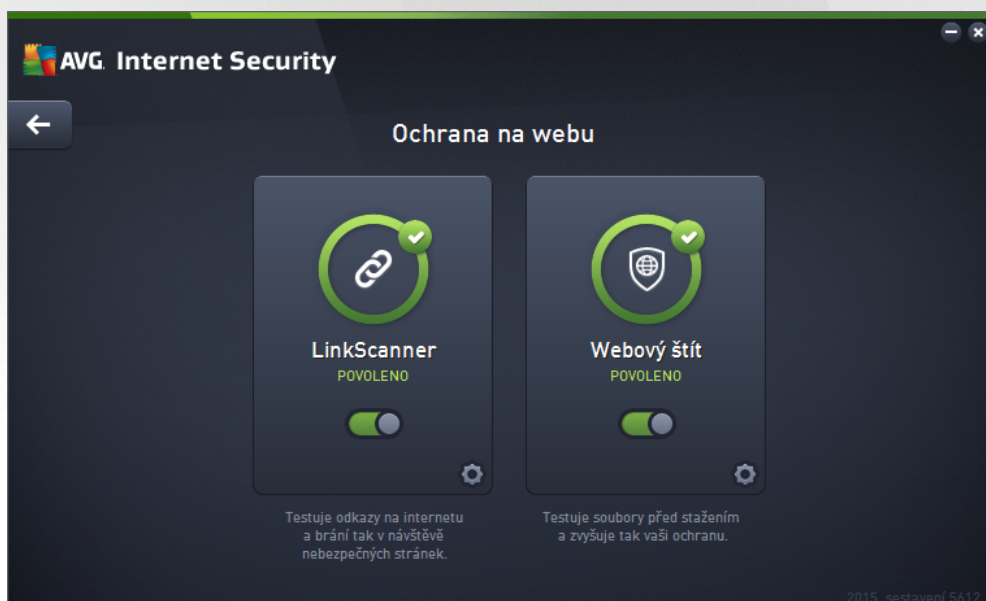 AVG. Internet Security
Ochrana na webu
LinkScanner
POVOLENO
Testuje odkazy na internetu
a brání tak v návštěvě
nebezpečných stránek.
Webový štít
POVOLENO
Testuje soubory před stažením
a zvyšuje tak vaši ochranu.
2015, sestavení 5612